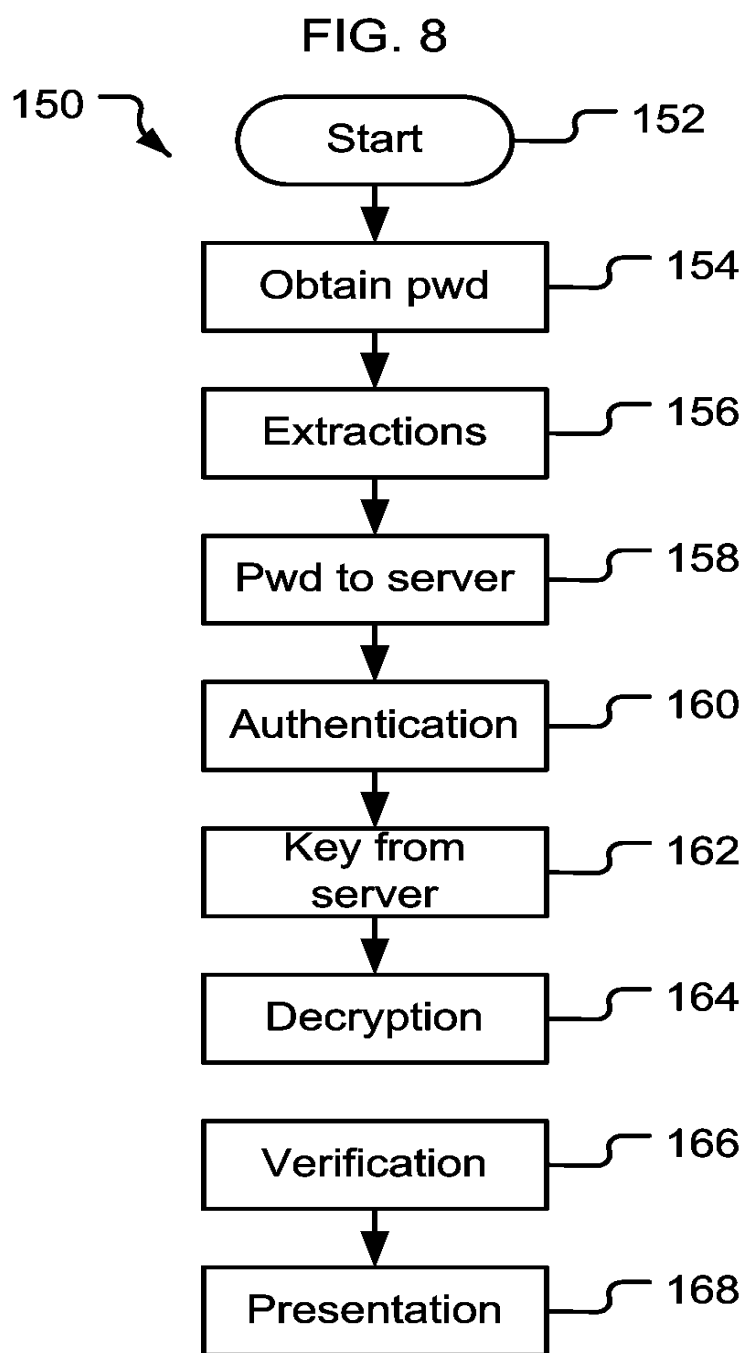 FIG. 8
150
Start
152
Obtain pwd
154
Extractions
156
Pwd to server
158
Authentication
160
Key from
server
162
Decryption
164
Verification
166
Presentation
168